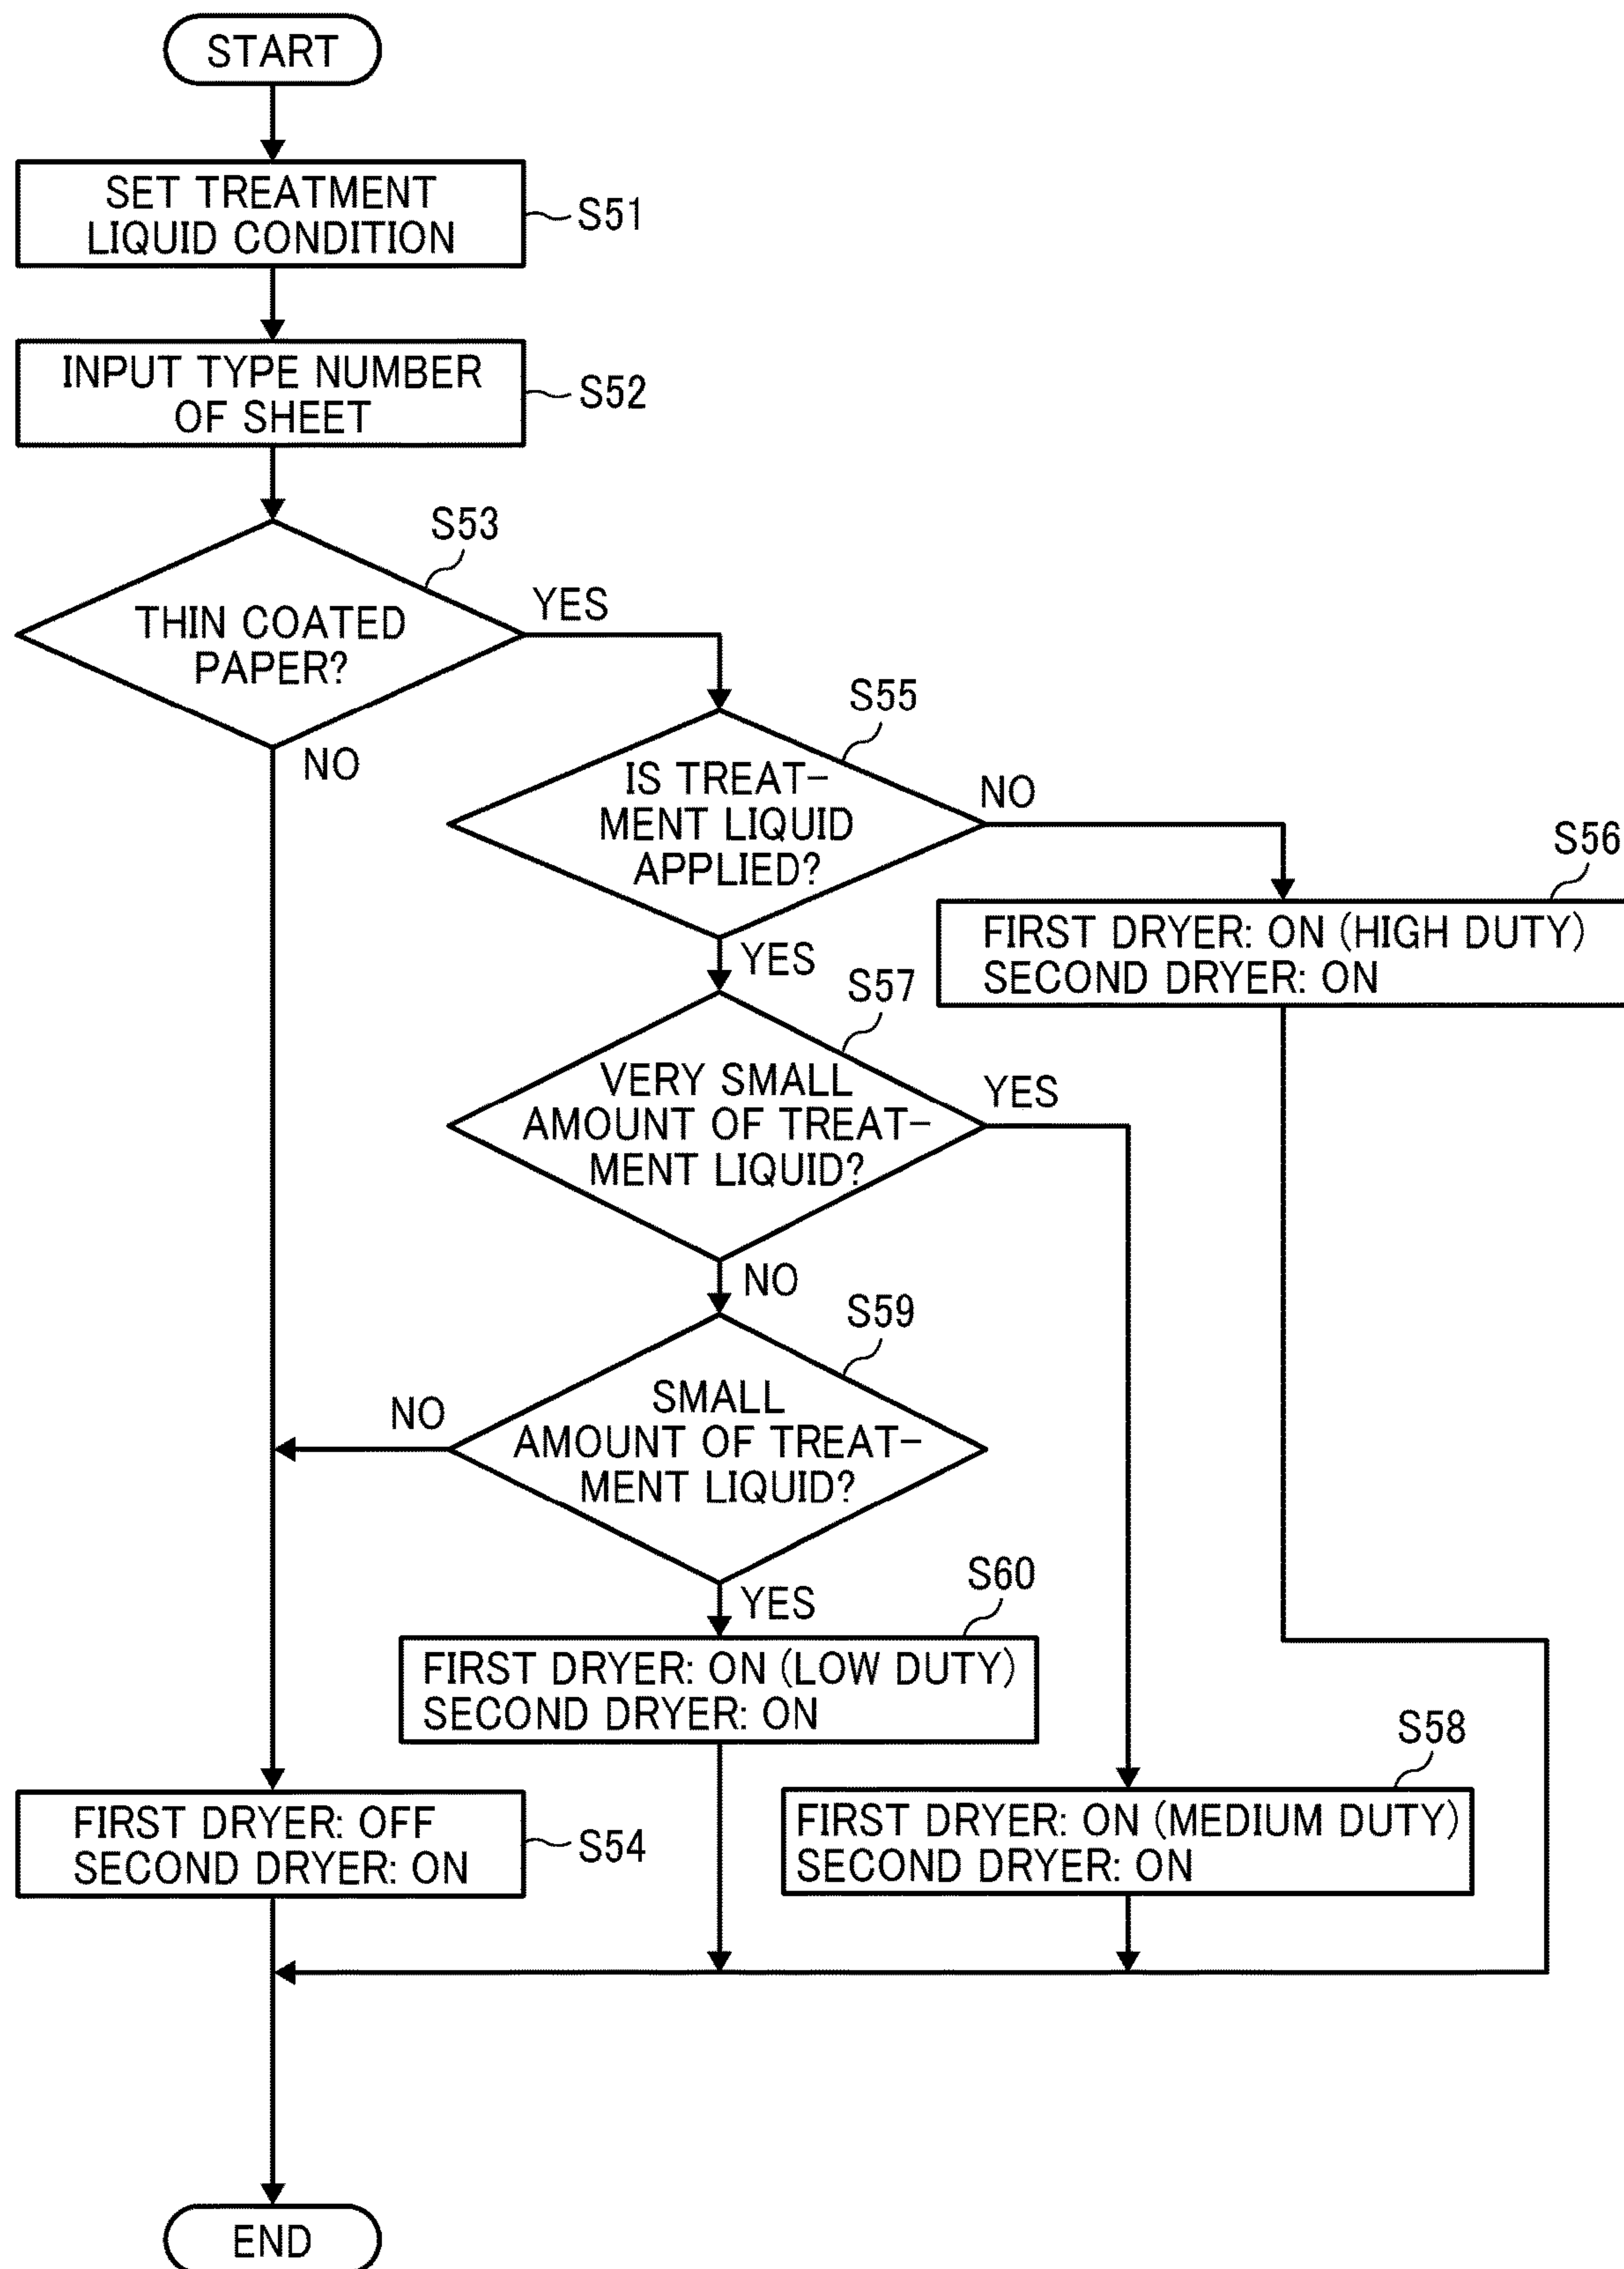 START
SET TREATMENT
LIQUID CONDITION
S51
INPUT TYPE NUMBER
OF SHEET
S52
S53
THIN COATED
PAPER?
YES
NO
S55
IS TREAT-
MENT LIQUID
APPLIED?
NO
YES
S56
FIRST DRYER: ON (HIGH DUTY)
SECOND DRYER: ON
S57
VERY SMALL
AMOUNT OF TREAT-
MENT LIQUID?
YES
NO
S59
SMALL
AMOUNT OF TREAT-
MENT LIQUID?
NO
YES
S60
FIRST DRYER: ON (LOW DUTY)
SECOND DRYER: ON
S58
FIRST DRYER: ON (MEDIUM DUTY)
SECOND DRYER: ON
FIRST DRYER: OFF
SECOND DRYER: ON
S54
END